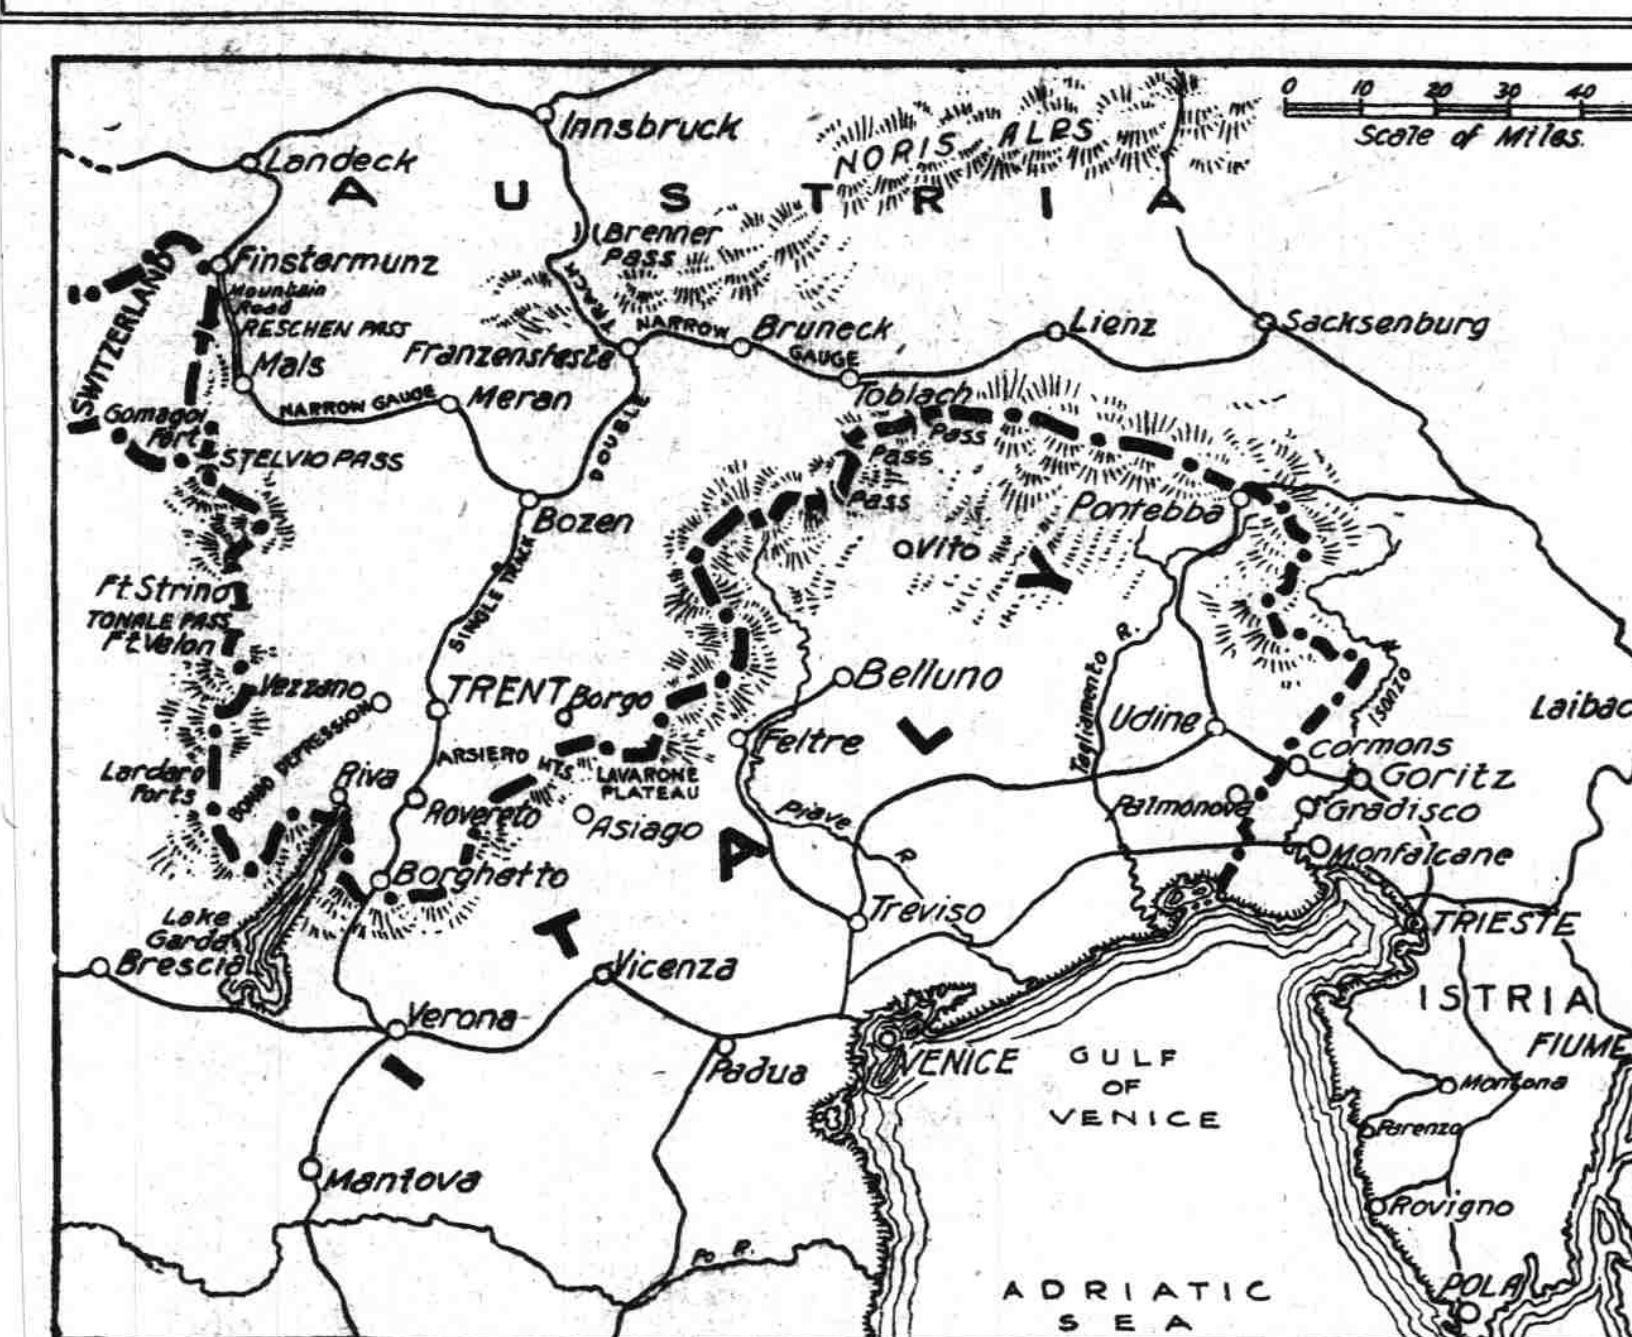 0 10 20 30 40
Scale of Miles.
Innsbruck
NORIS ALPS
Landeck
AUSTRIA
Brenner
Pass
Finstermunz
Mountain
Road
RESCHEN PASS
SWITZERLAND
TRACK
NARROW
Bruneck
GAUGE
Lienz
Sacksenburg
Franzensfeste
Mals
NARROW GAUGE
Meran
Toblach
Gomagoi
Fort
Pass
DOUBLE
STELVIO PASS
Pass
Pass
Pontebba
Bozen
Vito
SINGLE TRACK
Ft Strino
TONALE PASS
Ft Velon
R.
Tagliamento
Isonzo
Vezzano
TRENT
Borgo
Belluno
Laibac
Udine
Feltre
Cormons
ARSIERO MTS
LAVARONE
PLATEAU
BONDO DEPRESSION
Lardaro
Forts
Riva
Goritz
Palmonova
Gradisco
Rovereto
Asiago
Piave
R.
Monfalcane
Borghetto
Lake
Garda
Treviso
TRIESTE
Brescia
Vicenza
ISTRIA
Verona
ITALY
FIUME
Padua
VENICE
GULF
OF
VENICE
Montona
Parenzo
Mantova
Rovigno
Po R.
ADRIATIC
SEA
POLA